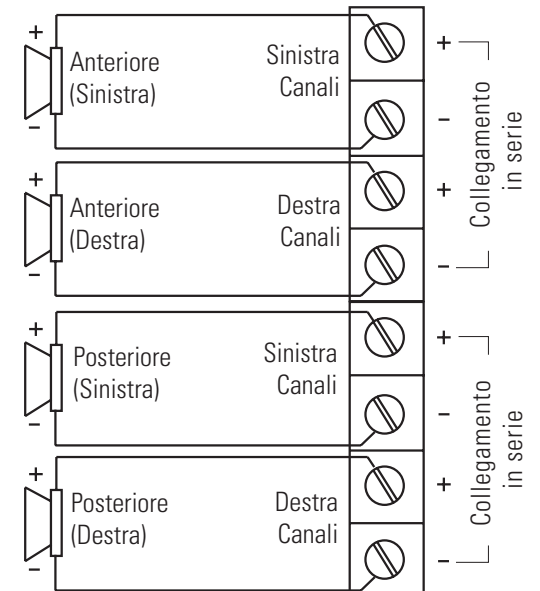 +
Anteriore
(Sinistra)
−
Sinistra
Canali
+
−
+
Anteriore
(Destra)
−
Destra
Canali
+
−
Collegamento
in serie
+
Posteriore
(Sinistra)
−
Sinistra
Canali
+
−
+
Posteriore
(Destra)
−
Destra
Canali
+
−
Collegamento
in serie